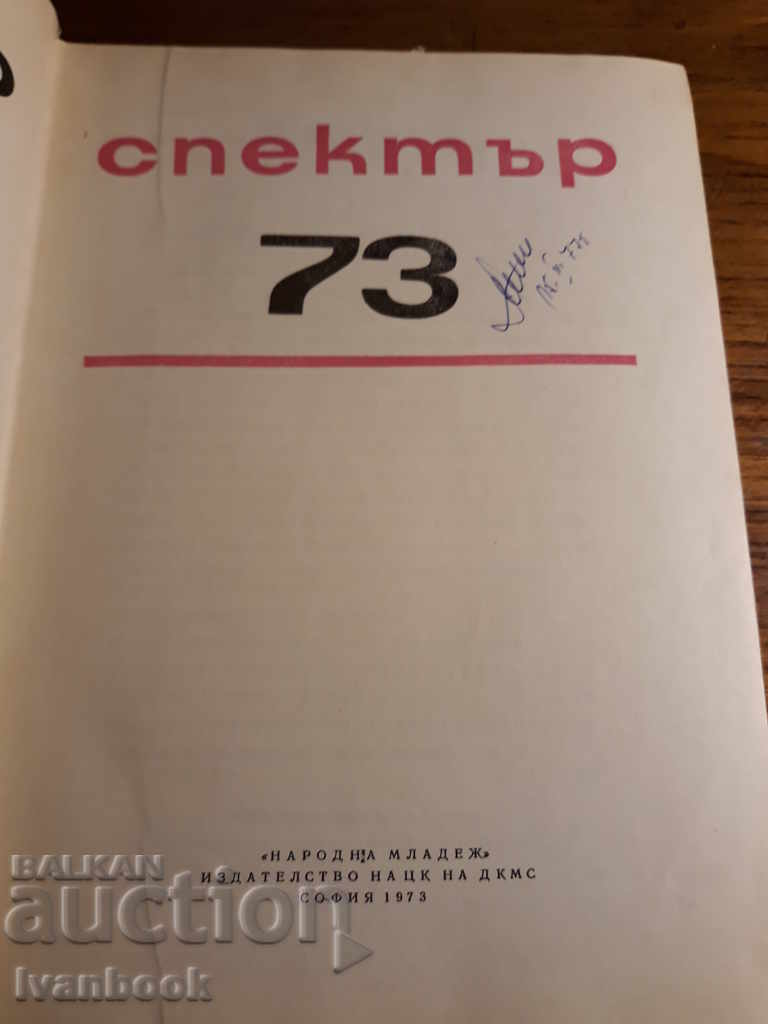 спектър
73
«НАРОДНА МЛАДЕЖ»
ИЗДАТЕЛСТВО НА ЦК НА ДКМС
СОФИЯ 1973
BALKAN
auction
Ivanbook